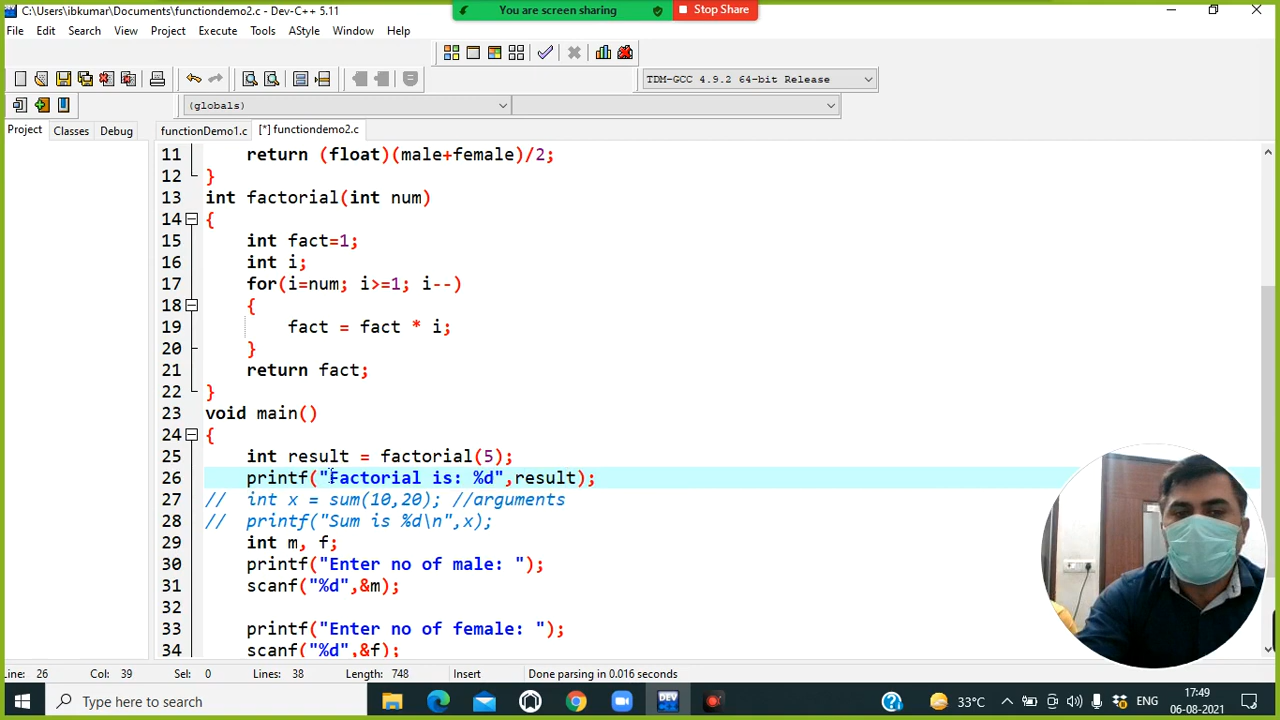 C:\Users\ibkumar\Documents\functiondemo2.c - Dev-C++ 5.11
You are screen sharing
Stop Share
File Edit Search View Project Execute Tools AStyle Window Help
TDM-GCC 4.9.2 64-bit Release
(globals)
Project Classes Debug
functionDemo1.c [*] functiondemo2.c
11 return (float)(male+female)/2;
12 }
13 int factorial(int num)
14 {
15 int fact=1;
16 int i;
17 for(i=num; i>=1; i--)
18 {
19 fact = fact * i;
20 }
21 return fact;
22 }
23 void main()
24 {
25 int result = factorial(5);
26 printf("Factorial is: %d",result);
27 // int x = sum(10,20); //arguments
28 // printf("Sum is %d\n",x);
29 int m, f;
30 printf("Enter no of male: ");
31 scanf("%d",&m);
32
33 printf("Enter no of female: ");
34 scanf("%d",&f);
Line: 26 Col: 39 Sel: 0 Lines: 38 Length: 748 Insert Done parsing in 0.016 seconds
Type here to search
DEV
33°C
ENG
17:49
06-08-2021